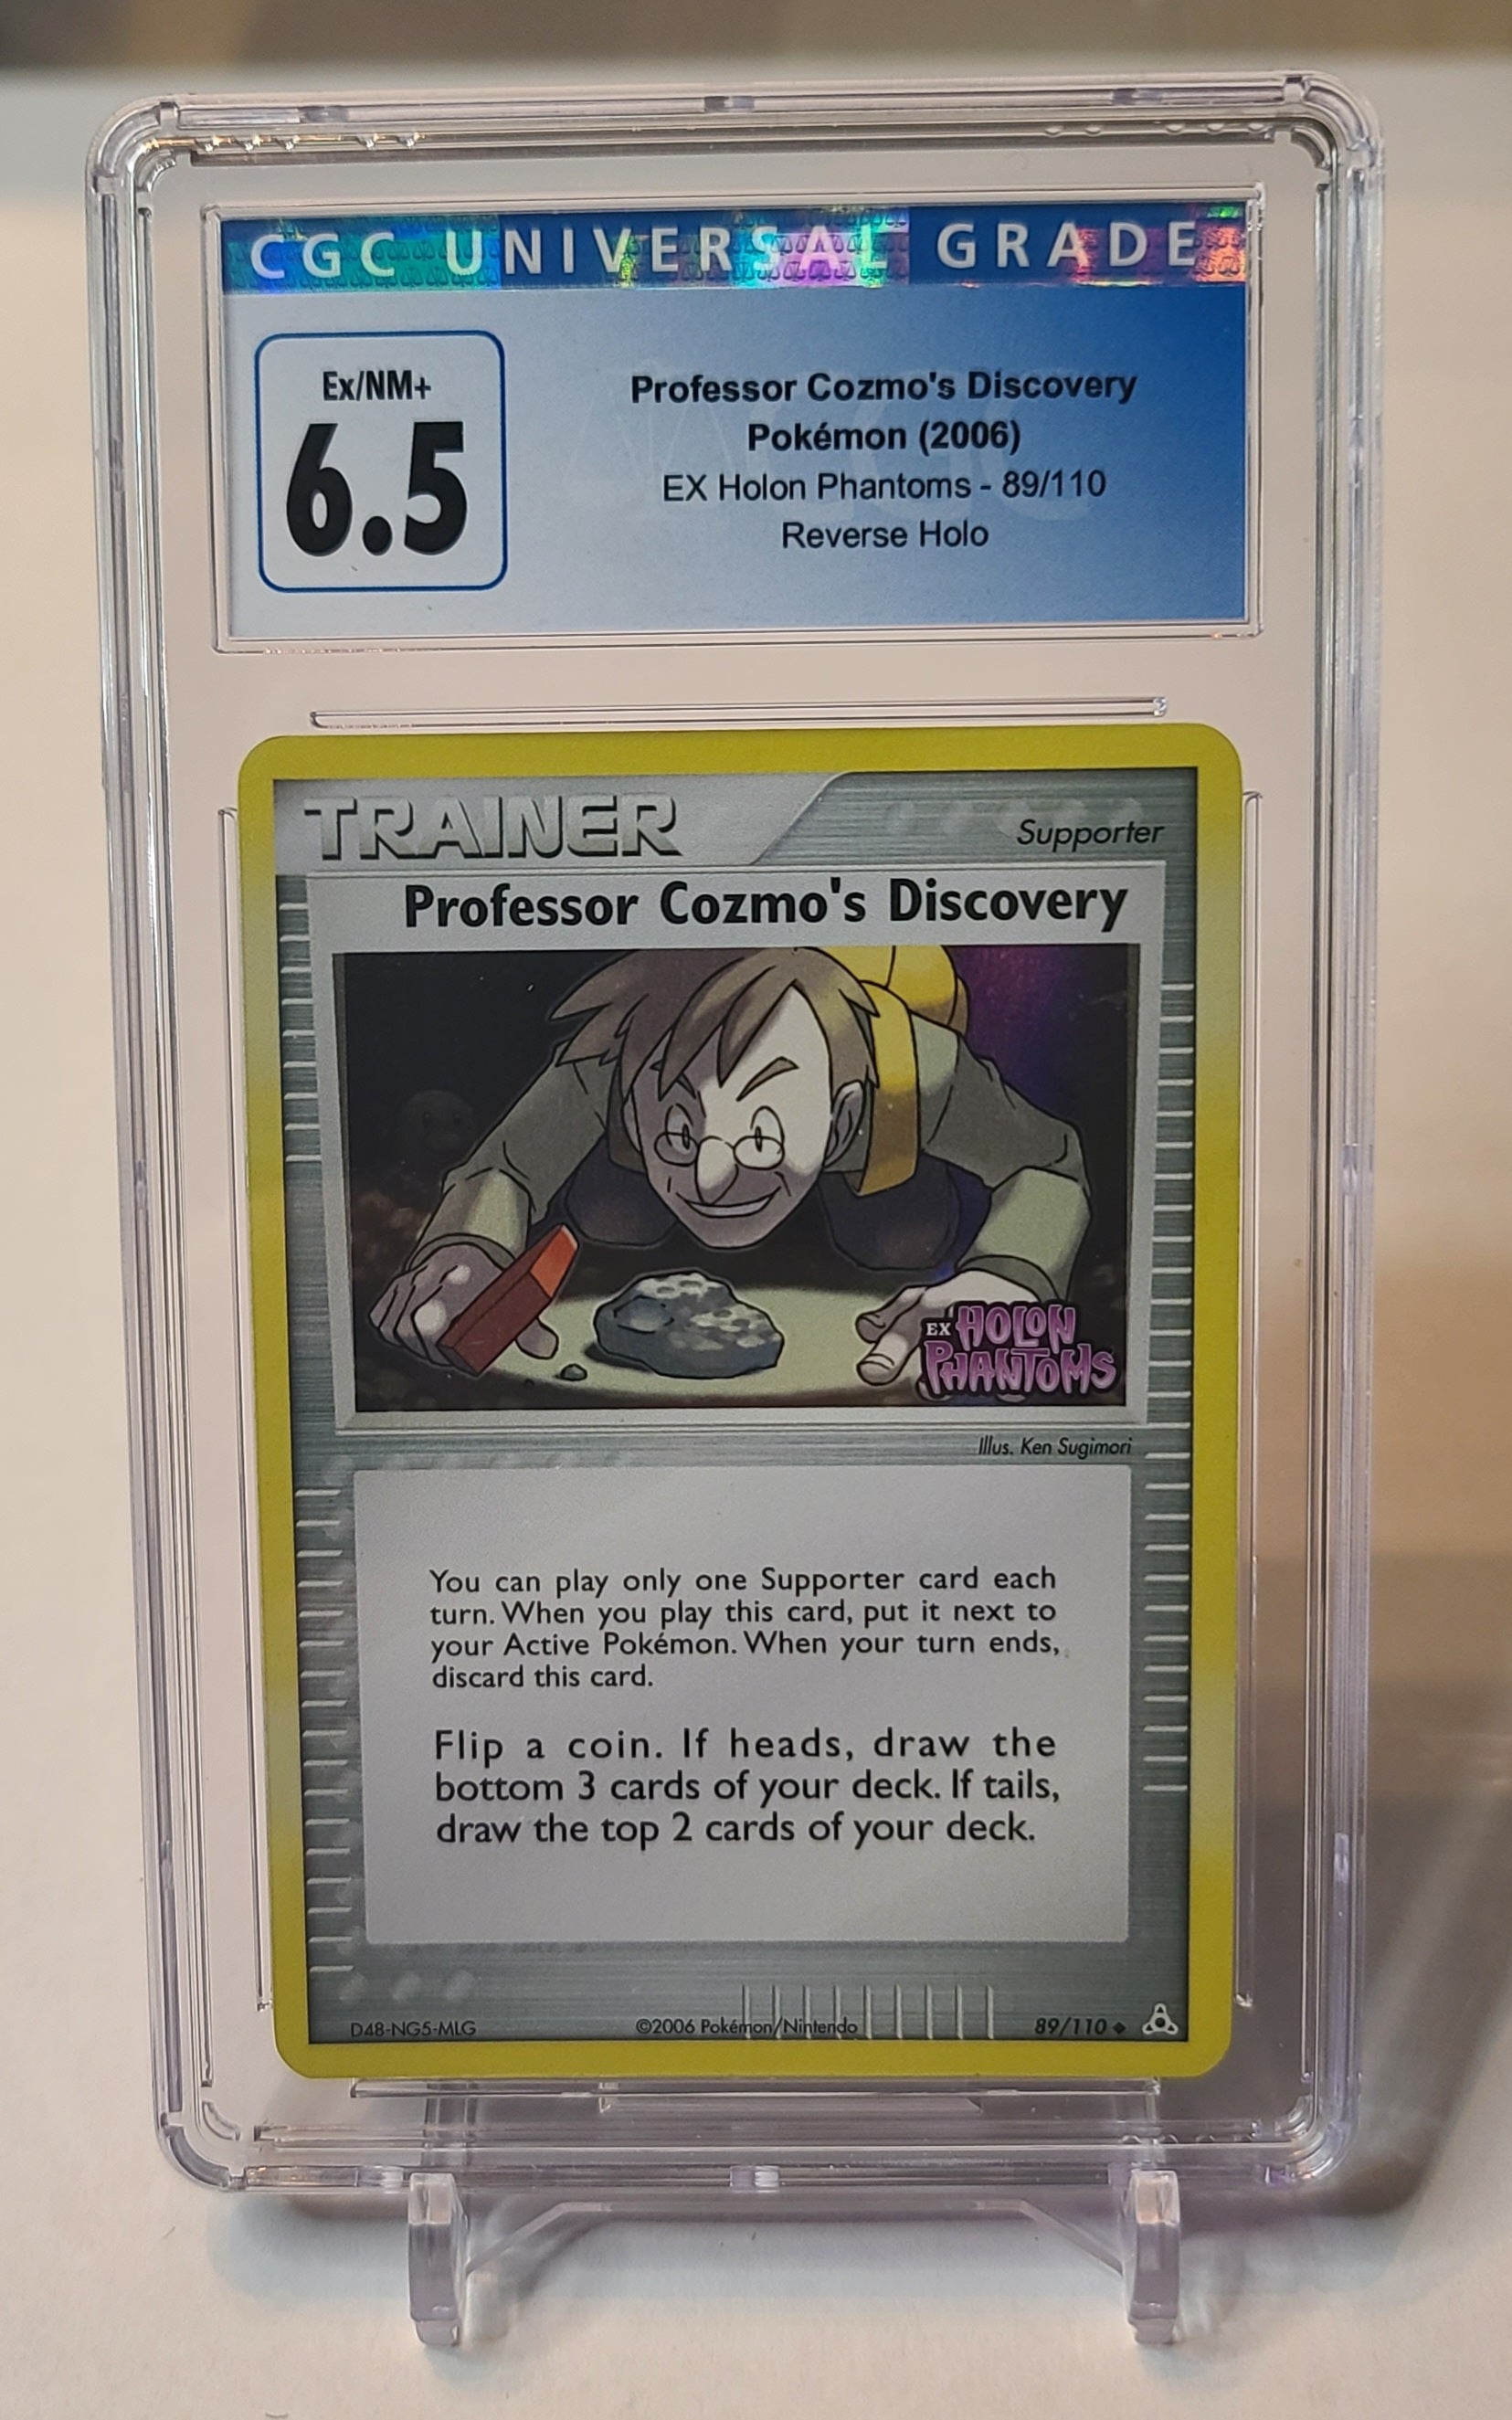 CGC UNIVERSAL GRADE
Ex/NM+
6.5
Professor Cozmo's Discovery
Pokémon (2006)
EX Holon Phantoms - 89/110
Reverse Holo
TRAINER
Supporter
Professor Cozmo's Discovery
EX HOLON
PHANTOMS
Illus. Ken Sugimori
You can play only one Supporter card each
turn. When you play this card, put it next to
your Active Pokémon. When your turn ends,
discard this card.
Flip a coin. If heads, draw the
bottom 3 cards of your deck. If tails,
draw the top 2 cards of your deck.
D48-NG5-MLG
©2006 Pokémon/Nintendo
89/110